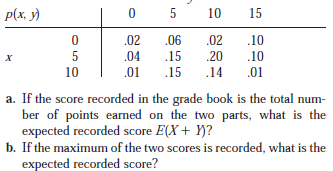 p(x, y) 0 5 10 15
0 .02 .06 .02 .10
x 5 .04 .15 .20 .10
10 .01 .15 .14 .01
a. If the score recorded in the grade book is the total num-
ber of points earned on the two parts, what is the
expected recorded score E(X + Y)?
b. If the maximum of the two scores is recorded, what is the
expected recorded score?